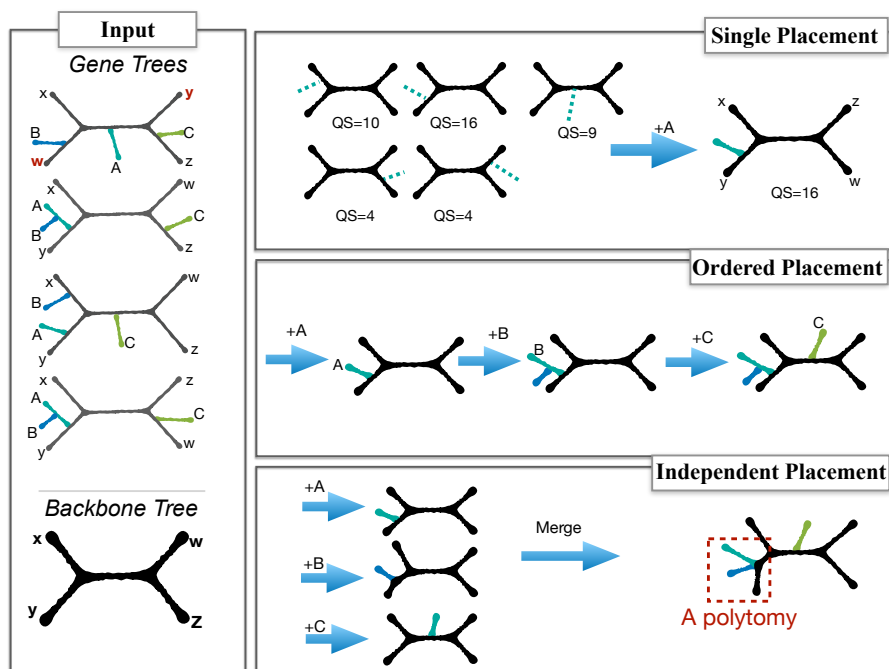 Input
Gene Trees
x
y
B
C
w
A
z
x
w
A
B
C
y
z
x
w
B
A
C
y
z
x
z
A
B
C
y
w
Backbone Tree
x
w
y
Z
Single Placement
QS=10
QS=16
QS=9
QS=4
QS=4
+A
x
z
y
w
QS=16
Ordered Placement
+A
A
+B
B
+C
C
Independent Placement
+A
+B
+C
Merge
A polytomy